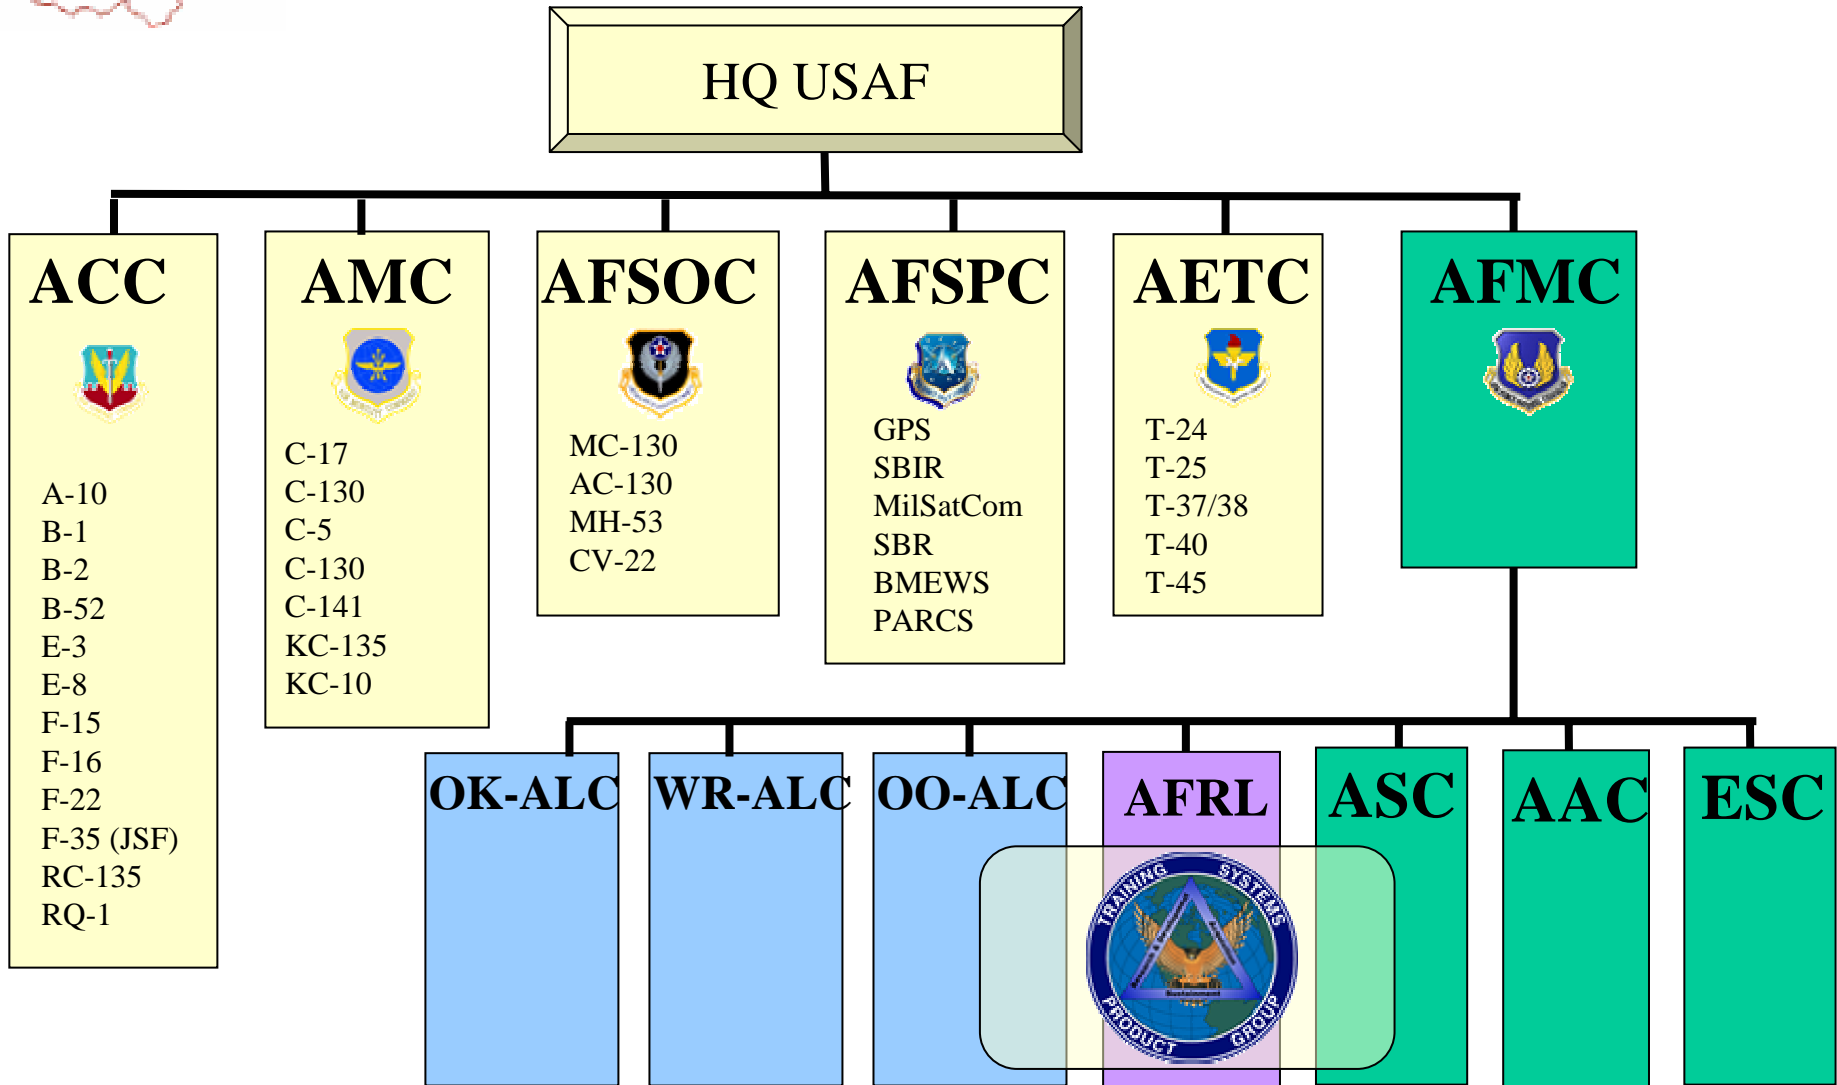 HQ USAF
ACC
A-10
B-1
B-2
B-52
E-3
E-8
F-15
F-16
F-22
F-35 (JSF)
RC-135
RQ-1
AMC
C-17
C-130
C-5
C-130
C-141
KC-135
KC-10
AFSOC
MC-130
AC-130
MH-53
CV-22
AFSPC
GPS
SBIR
MilSatCom
SBR
BMEWS
PARCS
AETC
T-24
T-25
T-37/38
T-40
T-45
AFMC
OK-ALC
WR-ALC
OO-ALC
AFRL
ASC
AAC
ESC
TRAINING SYSTEMS
PRODUCT GROUP
Sustainment